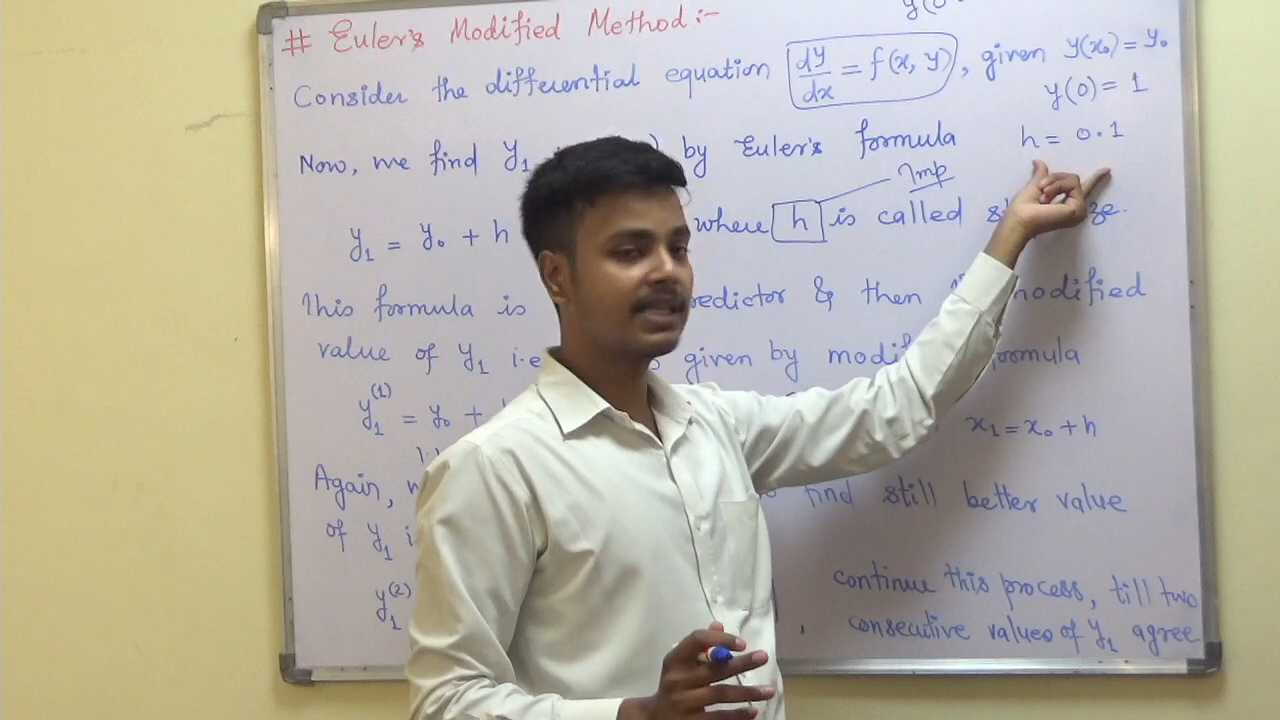 # Euler's Modified Method :-
y(0.
Consider the differential equation dy/dx = f(x, y), given y(x₀) = y₀
y(0) = 1
Now, we find y₁ by Euler's formula h = 0.1
Imp
y₁ = y₀ + h where h is called
This formula is & then modified
value of y₁ i.e given by formula
y₁⁽¹⁾ = y₀ + x₁ = x₀ + h
Again, find still better value
of y₁
y₁⁽²⁾ continue this process, till two
, consecutive values of y₁ agree